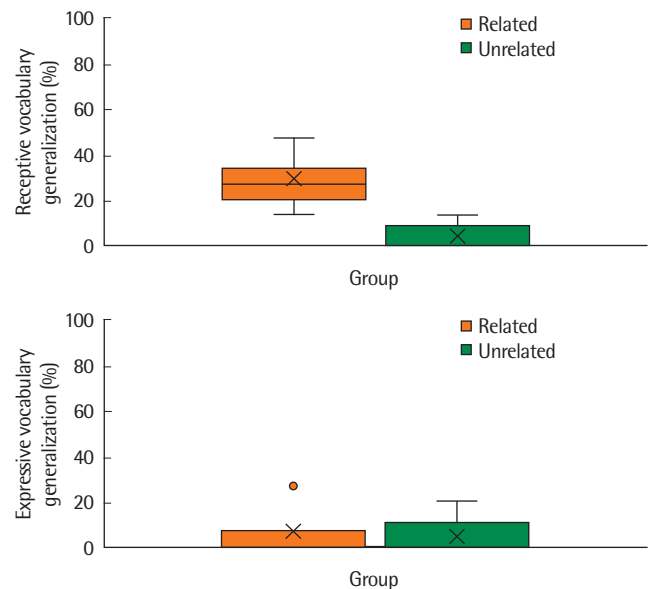 Receptive vocabulary
generalization (%)
100
80
60
40
20
0
Related
Unrelated
Group
Expressive vocabulary
generalization (%)
100
80
60
40
20
0
Related
Unrelated
Group